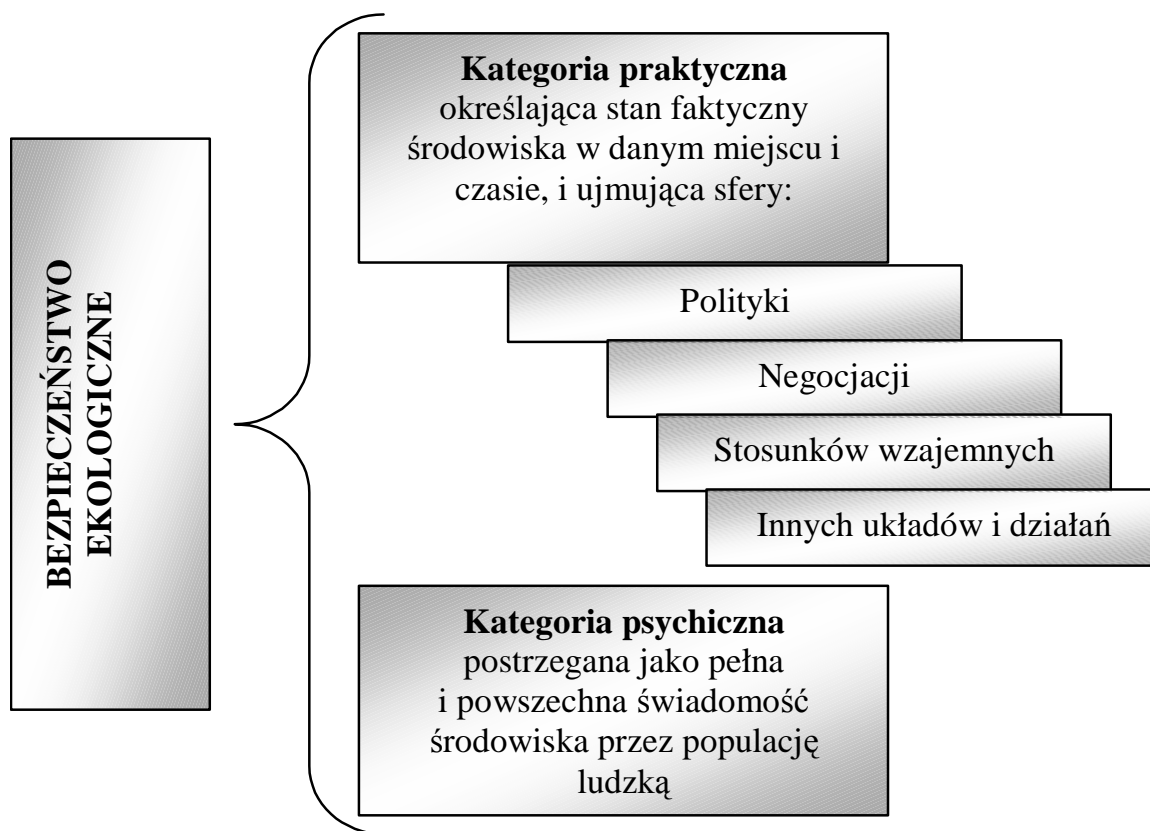 BEZPIECZEŃSTWO
EKOLOGICZNE
Kategoria praktyczna
określająca stan faktyczny
środowiska w danym miejscu i
czasie, i ujmująca sfery:
Polityki
Negocjacji
Stosunków wzajemnych
Innych układów i działań
Kategoria psychiczna
postrzegana jako pełna
i powszechna świadomość
środowiska przez populację
ludzką